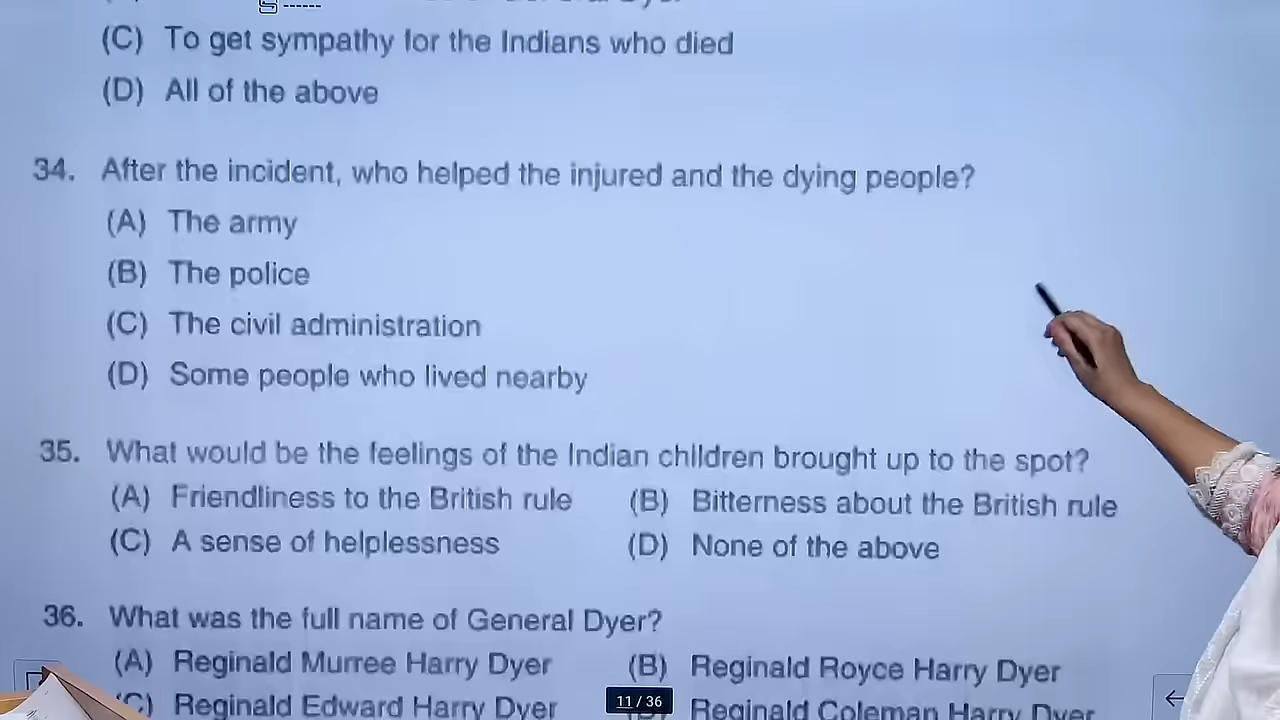 (C) To get sympathy for the Indians who died
(D) All of the above
34. After the incident, who helped the injured and the dying people?
(A) The army
(B) The police
(C) The civil administration
(D) Some people who lived nearby
35. What would be the feelings of the Indian children brought up to the spot?
(A) Friendliness to the British rule (B) Bitterness about the British rule
(C) A sense of helplessness (D) None of the above
36. What was the full name of General Dyer?
(A) Reginald Murree Harry Dyer (B) Reginald Royce Harry Dyer
(C) Reginald Edward Harry Dyer Reginald Coleman Harry Dyer
11 / 36